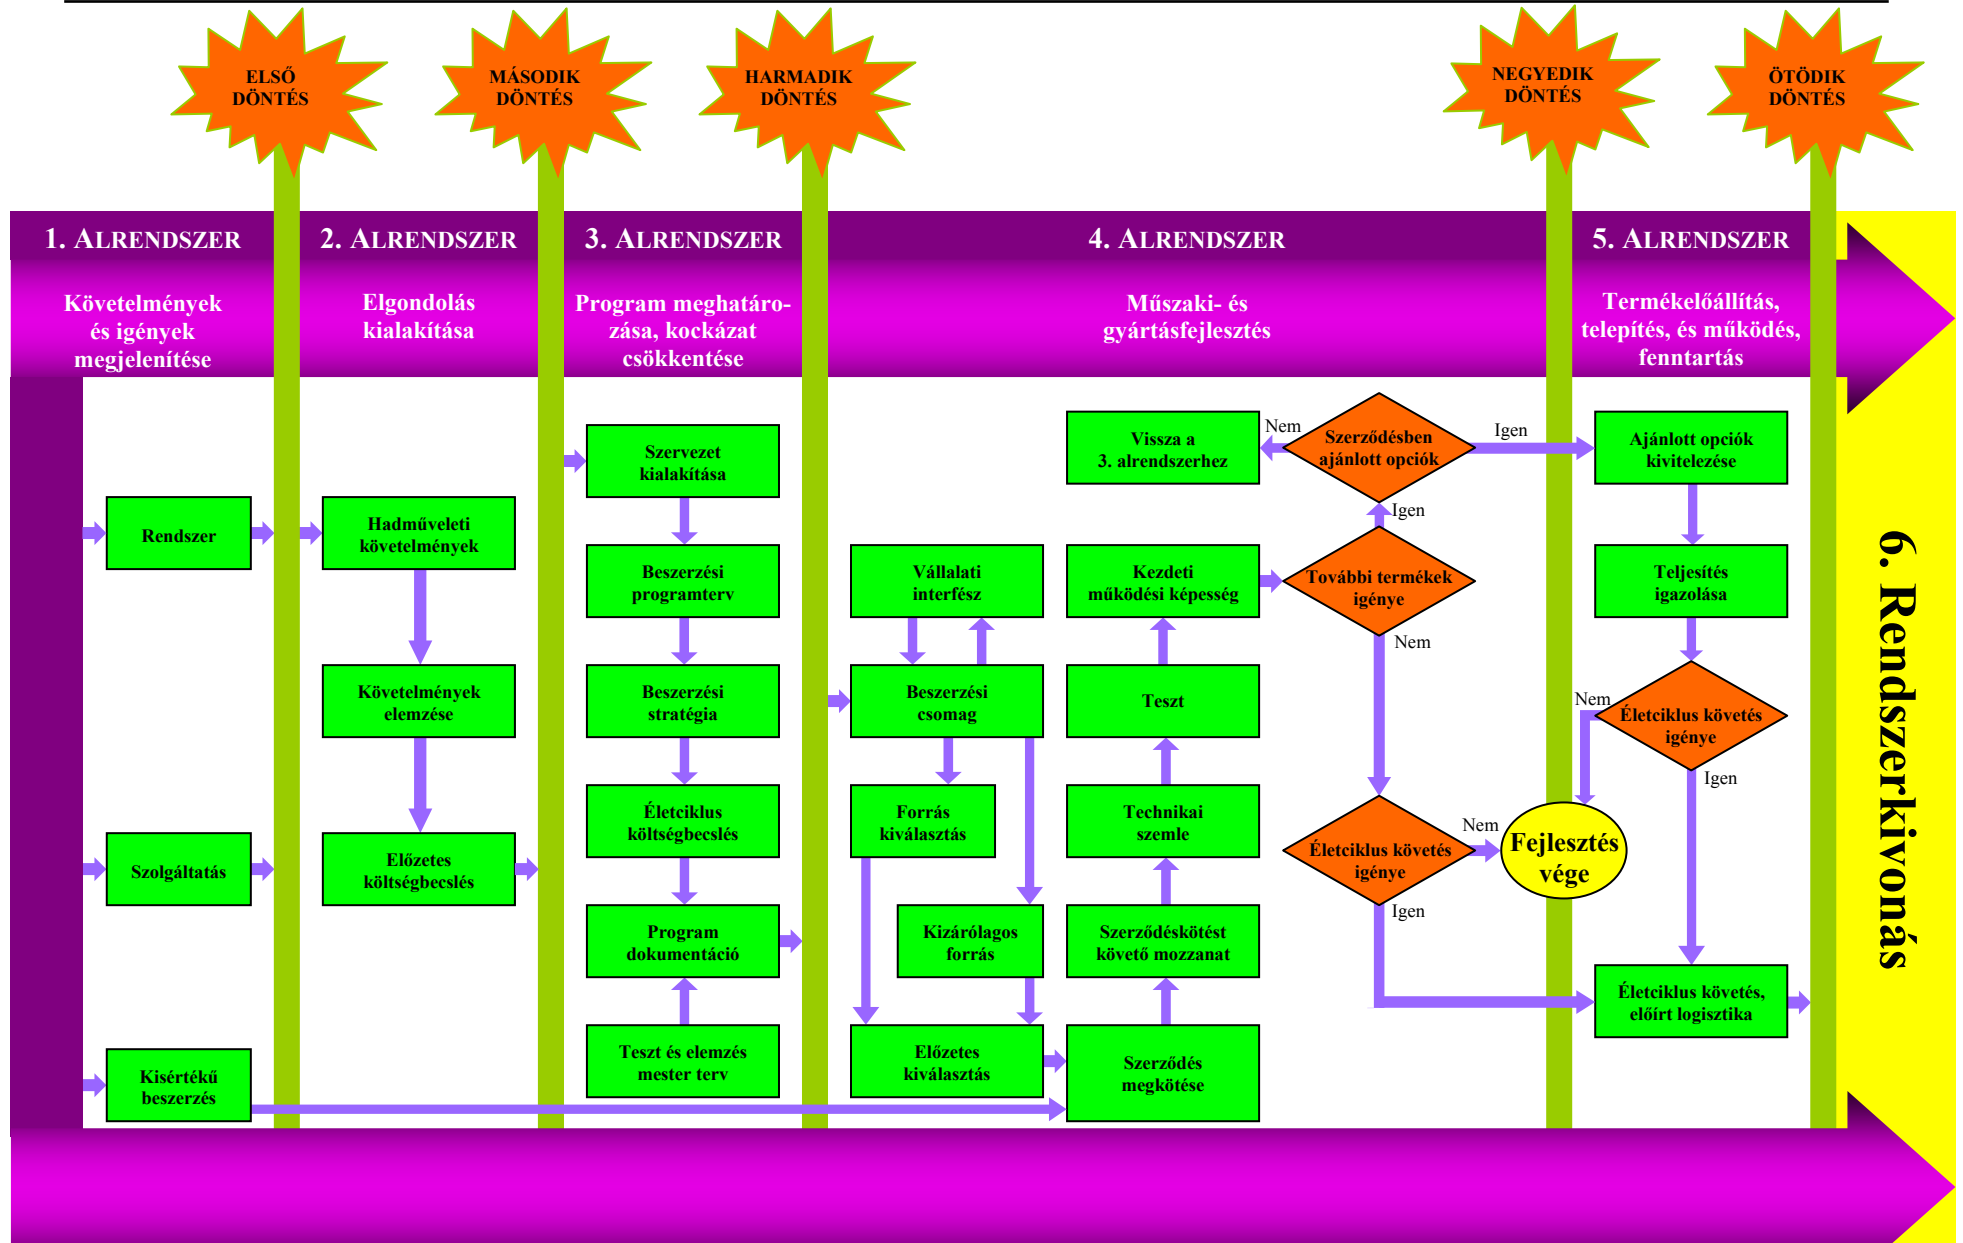 ELSŐ
DÖNTÉS
MÁSODIK
DÖNTÉS
HARMADIK
DÖNTÉS
NEGYEDIK
DÖNTÉS
ÖTÖDIK
DÖNTÉS
1. ALRENDSZER
2. ALRENDSZER
3. ALRENDSZER
4. ALRENDSZER
5. ALRENDSZER
Követelmények
és igények
megjelenítése
Elgondolás
kialakítása
Program meghatáro-
zása, kockázat
csökkentése
Műszaki- és
gyártásfejlesztés
Termékelőállítás,
telepítés, és működés,
fenntartás
Rendszer
Szolgáltatás
Kisértékű
beszerzés
Hadműveleti
követelmények
Követelmények
elemzése
Előzetes
költségbecslés
Szervezet
kialakítása
Beszerzési
programterv
Beszerzési
stratégia
Életciklus
költségbecslés
Program
dokumentáció
Teszt és elemzés
mester terv
Vállalati
interfész
Beszerzési
csomag
Forrás
kiválasztás
Kizárólagos
forrás
Előzetes
kiválasztás
Vissza a
3. alrendszerhez
Kezdeti
működési képesség
Teszt
Technikai
szemle
Szerződéskötést
követő mozzanat
Szerződés
megkötése
Nem
Szerződésben
ajánlott opciók
Igen
Igen
További termékek
igénye
Nem
Életciklus követés
igénye
Nem
Igen
Fejlesztés
vége
Ajánlott opciók
kivitelezése
Teljesítés
igazolása
Nem
Életciklus követés
igénye
Igen
Életciklus követés,
előírt logisztika
6. Rendszerkivonás